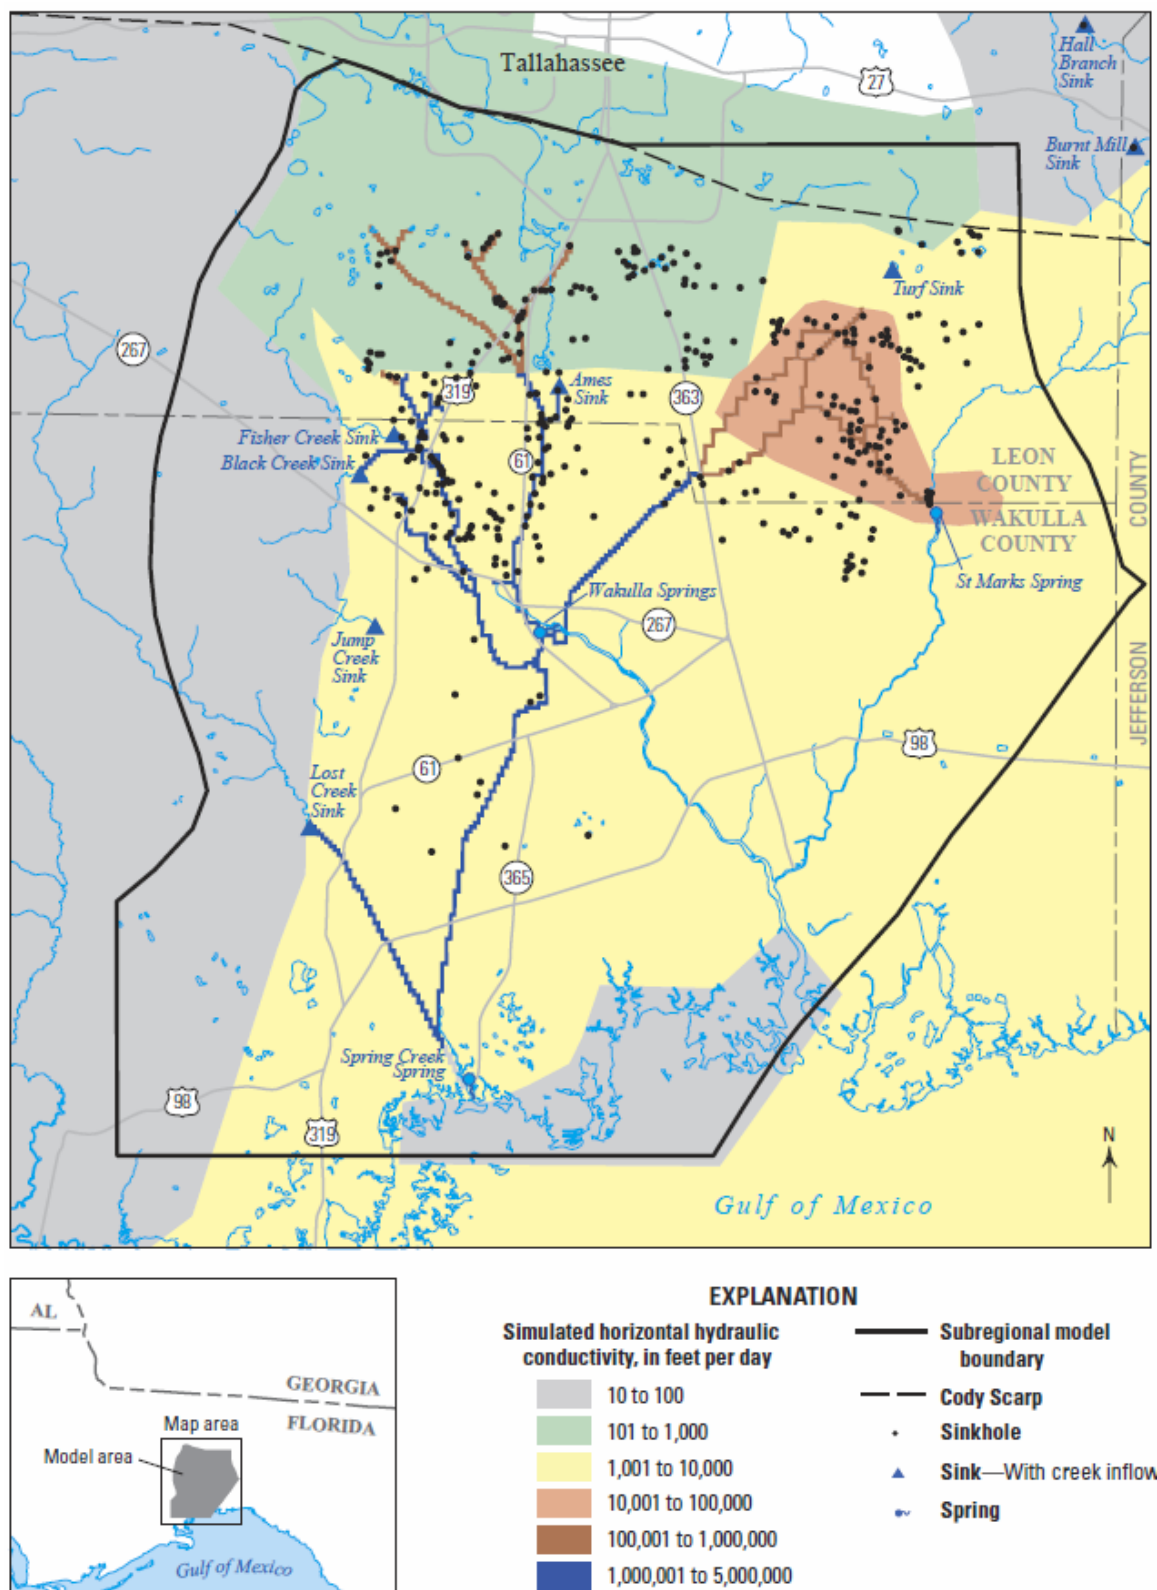 Hall
Branch
Sink
Tallahassee
27
Burnt Mill
Sink
Turf Sink
267
319
Ames
Sink
363
Fisher Creek Sink
Black Creek Sink
61
LEON
COUNTY
WAKULLA
COUNTY
COUNTY
JEFFERSON
St Marks Spring
Wakulla Springs
267
Jump
Creek
Sink
98
61
Lost
Creek
Sink
365
Spring Creek
Spring
98
319
N
Gulf of Mexico
AL
GEORGIA
FLORIDA
Map area
Model area
Gulf of Mexico
EXPLANATION
Simulated horizontal hydraulic
conductivity, in feet per day
10 to 100
101 to 1,000
1,001 to 10,000
10,001 to 100,000
100,001 to 1,000,000
1,000,001 to 5,000,000
Subregional model
boundary
Cody Scarp
Sinkhole
Sink—With creek inflow
Spring